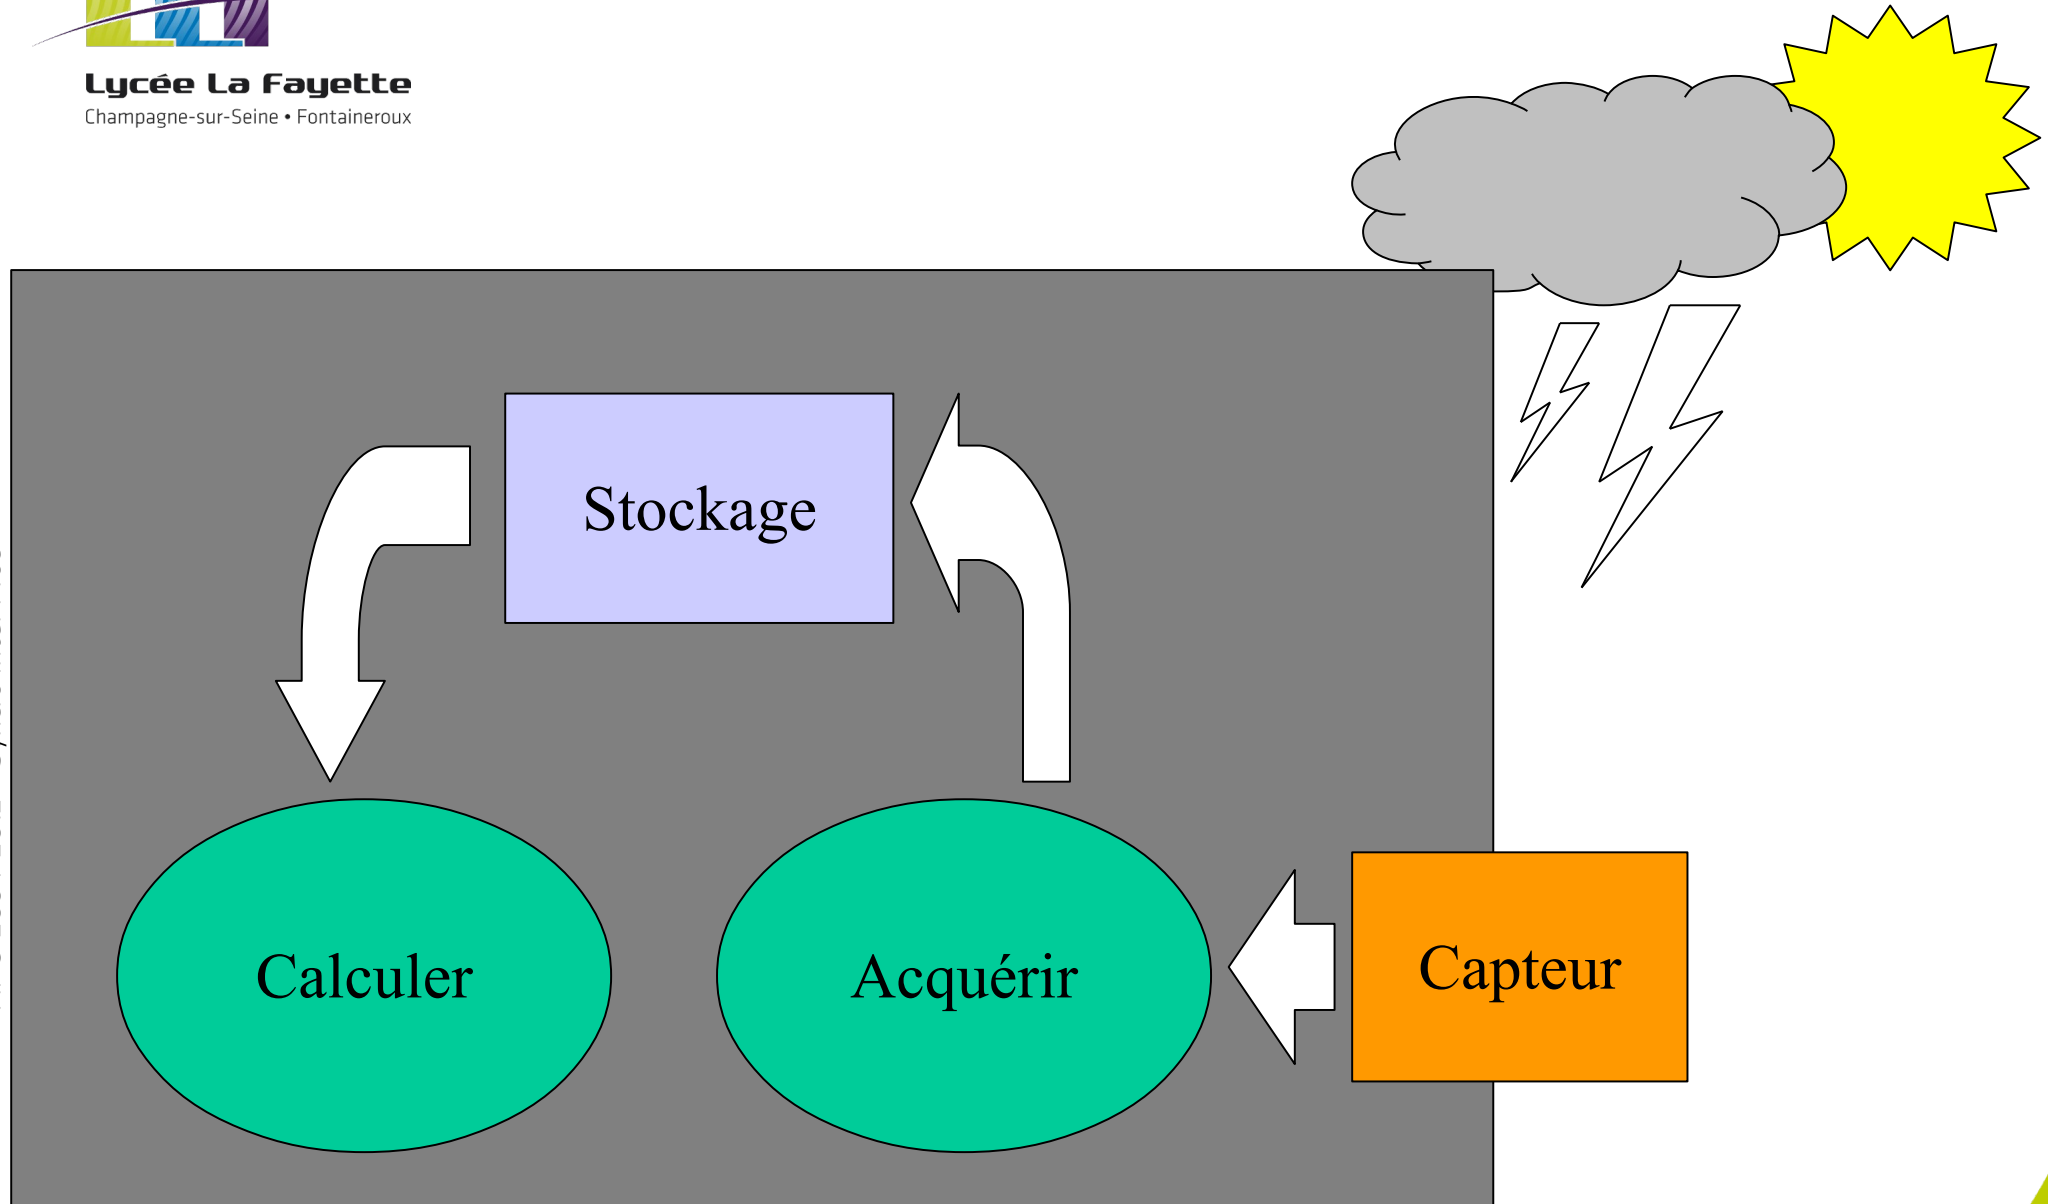 Lycée La Fayette
Champagne-sur-Seine • Fontaineroux
Stockage
Calculer
Acquérir
Capteur